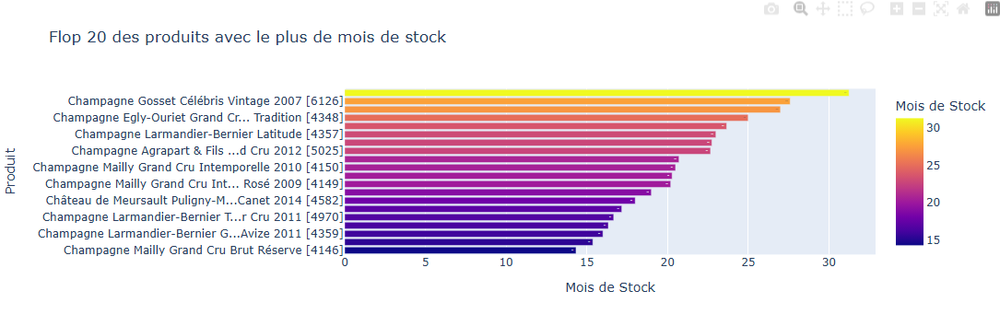 Flop 20 des produits avec le plus de mois de stock
Produit
Champagne Gosset Célébris Vintage 2007 [6126]
Champagne Egly-Ouriet Grand Cr... Tradition [4348]
Champagne Larmandier-Bernier Latitude [4357]
Champagne Agrapart & Fils ...d Cru 2012 [5025]
Champagne Mailly Grand Cru Intemporelle 2010 [4150]
Champagne Mailly Grand Cru Int... Rosé 2009 [4149]
Château de Meursault Puligny-M...Canet 2014 [4582]
Champagne Larmandier-Bernier T...r Cru 2011 [4970]
Champagne Larmandier-Bernier G...Avize 2011 [4359]
Champagne Mailly Grand Cru Brut Réserve [4146]
0 5 10 15 20 25 30
Mois de Stock
Mois de Stock
30
25
20
15